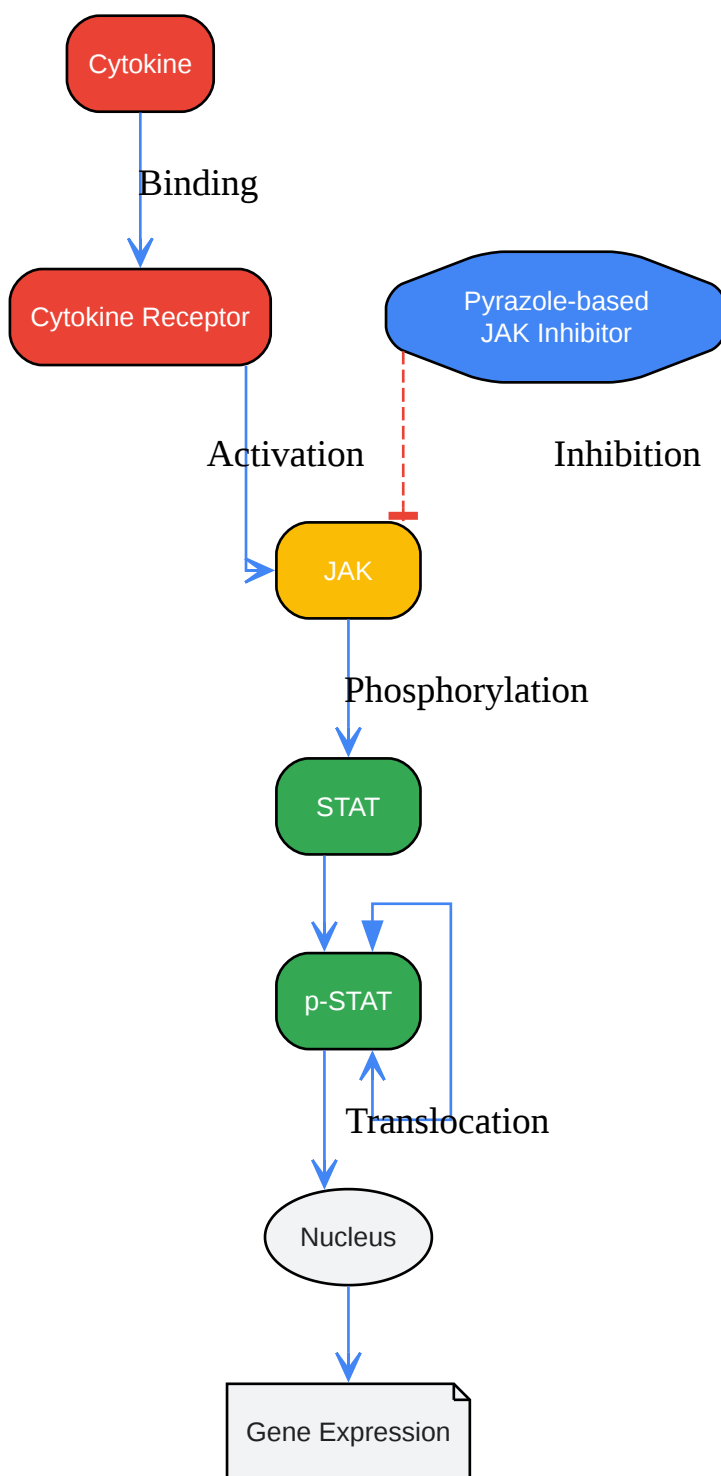 Cytokine
Binding
Cytokine Receptor
Pyrazole-based
JAK Inhibitor
Activation
Inhibition
JAK
Phosphorylation
STAT
p-STAT
Translocation
Nucleus
Gene Expression